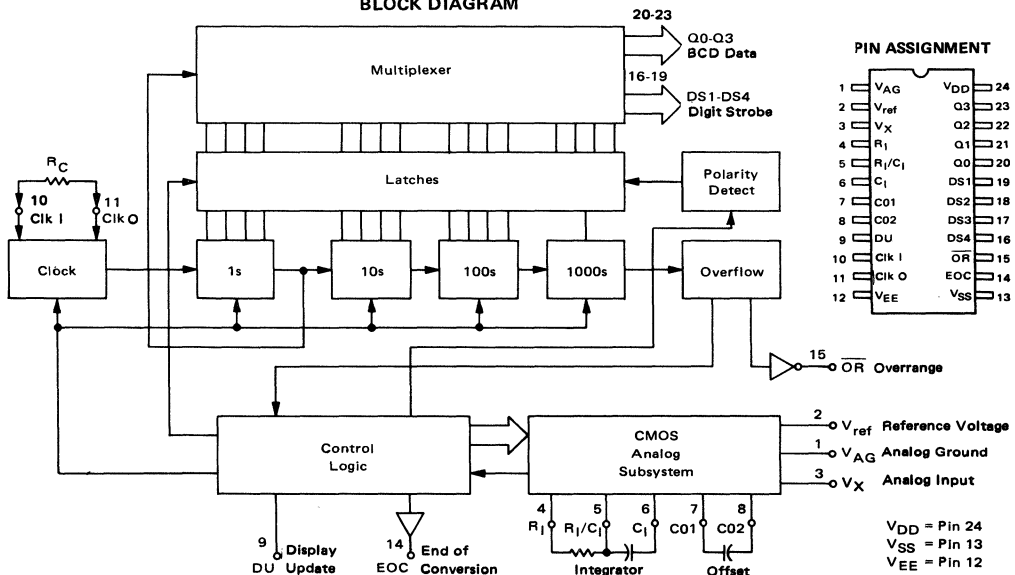 BLOCK DIAGRAM
20-23
Q0-Q3
BCD Data
Multiplexer
16-19
DS1-DS4
Digit Strobe
RC
10
Clk I
11
Clk O
Latches
Polarity
Detect
Clock
1s
10s
100s
1000s
Overflow
15
OR Overrange
Control
Logic
CMOS
Analog
Subsystem
2
Vref Reference Voltage
1
VAG Analog Ground
3
VX Analog Input
4
RI
5
RI/CI
6
CI
7
C01
8
C02
Integrator
Offset
9
DU
Display
Update
14
EOC
End of
Conversion
PIN ASSIGNMENT
1 VAG VDD 24
2 Vref Q3 23
3 VX Q2 22
4 RI Q1 21
5 RI/CI Q0 20
6 CI DS1 19
7 C01 DS2 18
8 C02 DS3 17
9 DU DS4 16
10 Clk I OR 15
11 Clk O EOC 14
12 VEE VSS 13
VDD = Pin 24
VSS = Pin 13
VEE = Pin 12